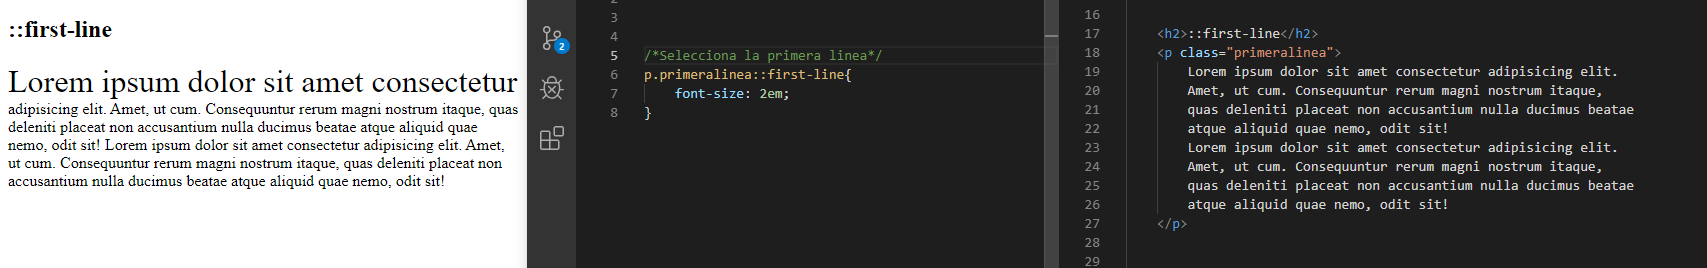 ::first-line
Lorem ipsum dolor sit amet consectetur
adipisicing elit. Amet, ut cum. Consequuntur rerum magni nostrum itaque, quas
deleniti placeat non accusantium nulla ducimus beatae atque aliquid quae
nemo, odit sit! Lorem ipsum dolor sit amet consectetur adipisicing elit. Amet,
ut cum. Consequuntur rerum magni nostrum itaque, quas deleniti placeat non
accusantium nulla ducimus beatae atque aliquid quae nemo, odit sit!
2
3
4
5 /*Selecciona la primera linea*/
6 p.primeralinea::first-line{
7 font-size: 2em;
8 }
16
17 <h2>::first-line</h2>
18 <p class="primeralinea">
19 Lorem ipsum dolor sit amet consectetur adipisicing elit.
20 Amet, ut cum. Consequuntur rerum magni nostrum itaque,
21 quas deleniti placeat non accusantium nulla ducimus beatae
22 atque aliquid quae nemo, odit sit!
23 Lorem ipsum dolor sit amet consectetur adipisicing elit.
24 Amet, ut cum. Consequuntur rerum magni nostrum itaque,
25 quas deleniti placeat non accusantium nulla ducimus beatae
26 atque aliquid quae nemo, odit sit!
27 </p>
28
29